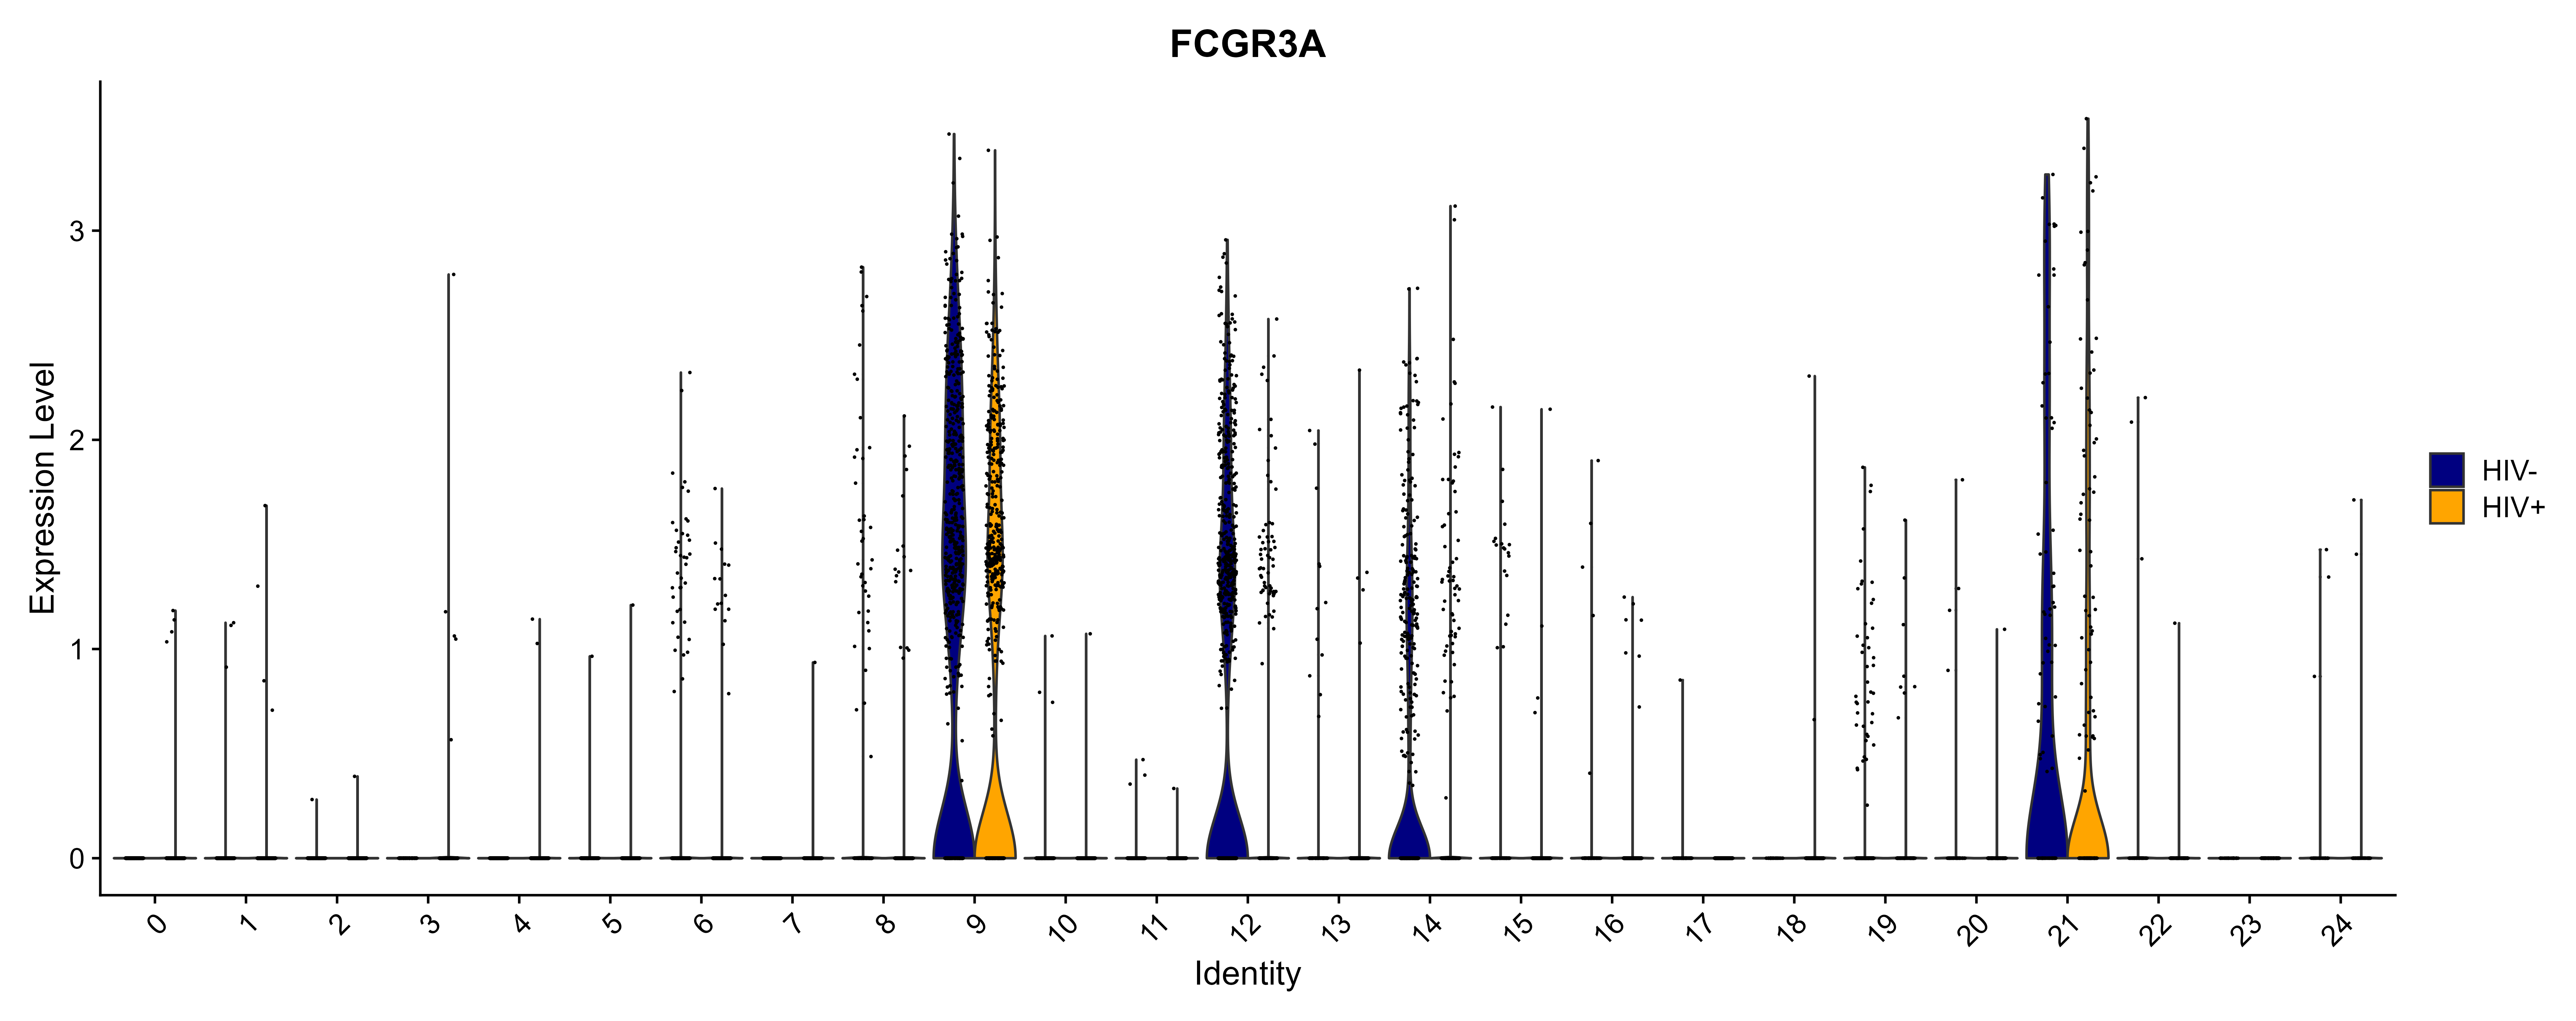 FCGR3A
Expression Level
3
2
1
0
0 1 2 3 4 5 6 7 8 9 10 11 12 13 14 15 16 17 18 19 20 21 22 23 24
Identity
HIV-
HIV+